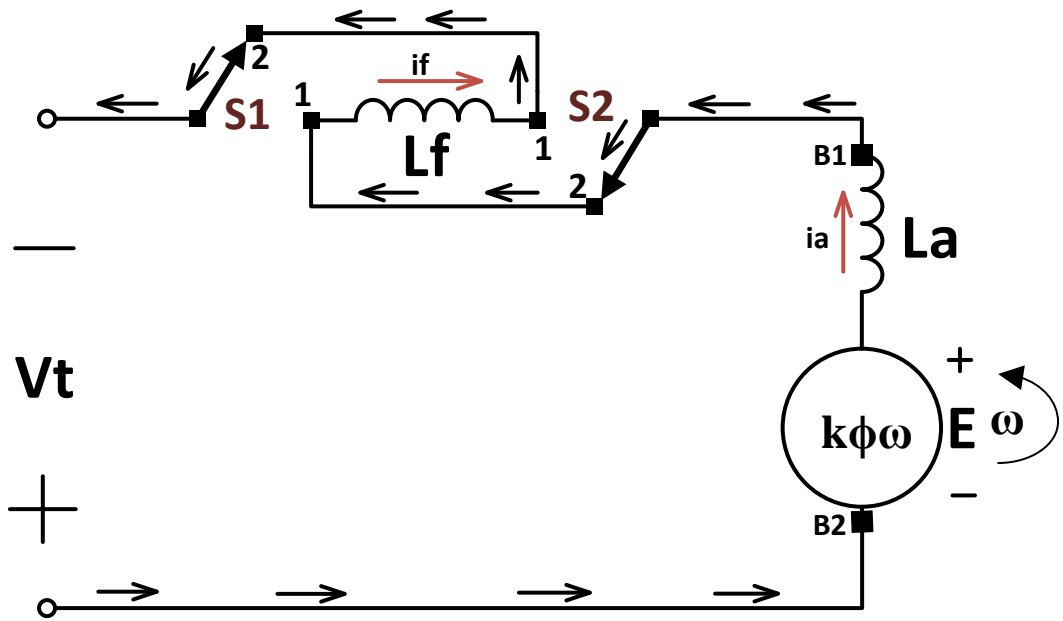 2
if
1
S1
S2
1
Lf
2
B1
ia
La
−
Vt
+
kϕω
+
E
ω
−
B2